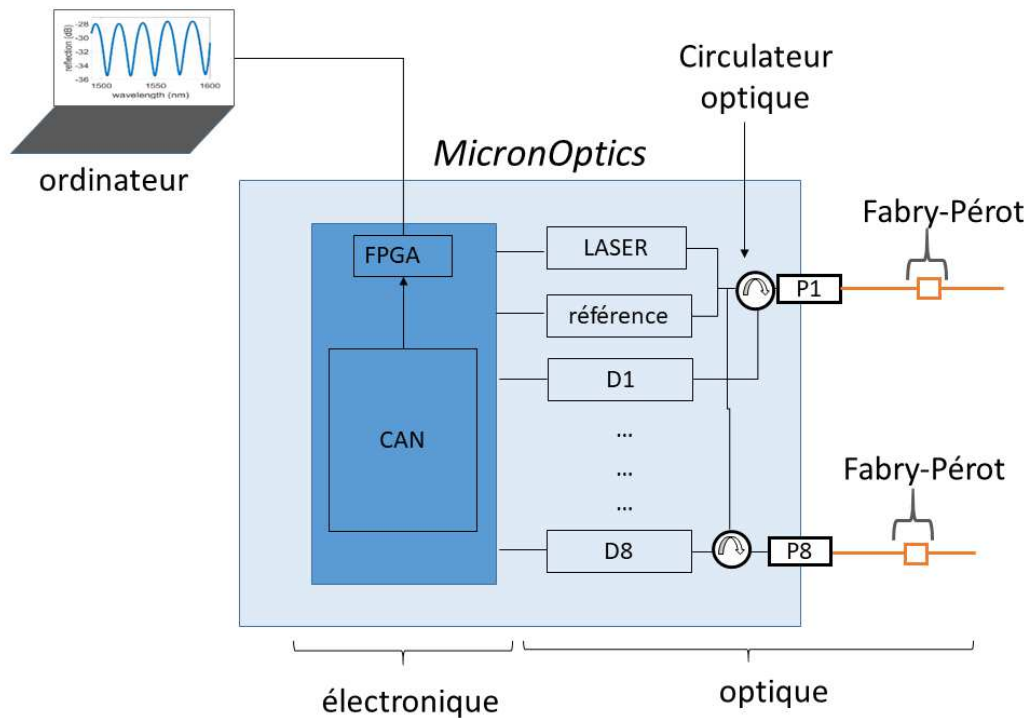 -28
-30
-32
-34
-36
reflection (dB)
1500
1550
1600
wavelength (nm)
ordinateur
Circulateur
optique
MicronOptics
Fabry-Pérot
FPGA
LASER
P1
référence
D1
CAN
...
...
...
Fabry-Pérot
D8
P8
électronique
optique